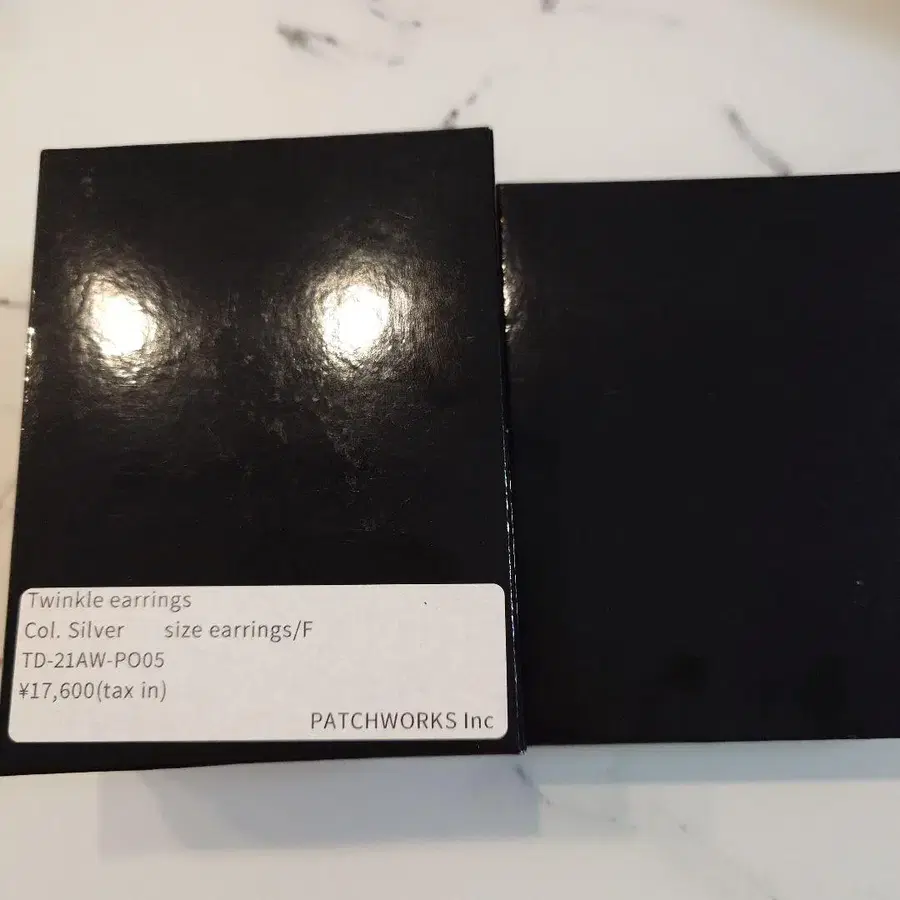 Twinkle earrings
Col. Silver size earrings/F
TD-21AW-PO05
¥17,600(tax in)
PATCHWORKS Inc